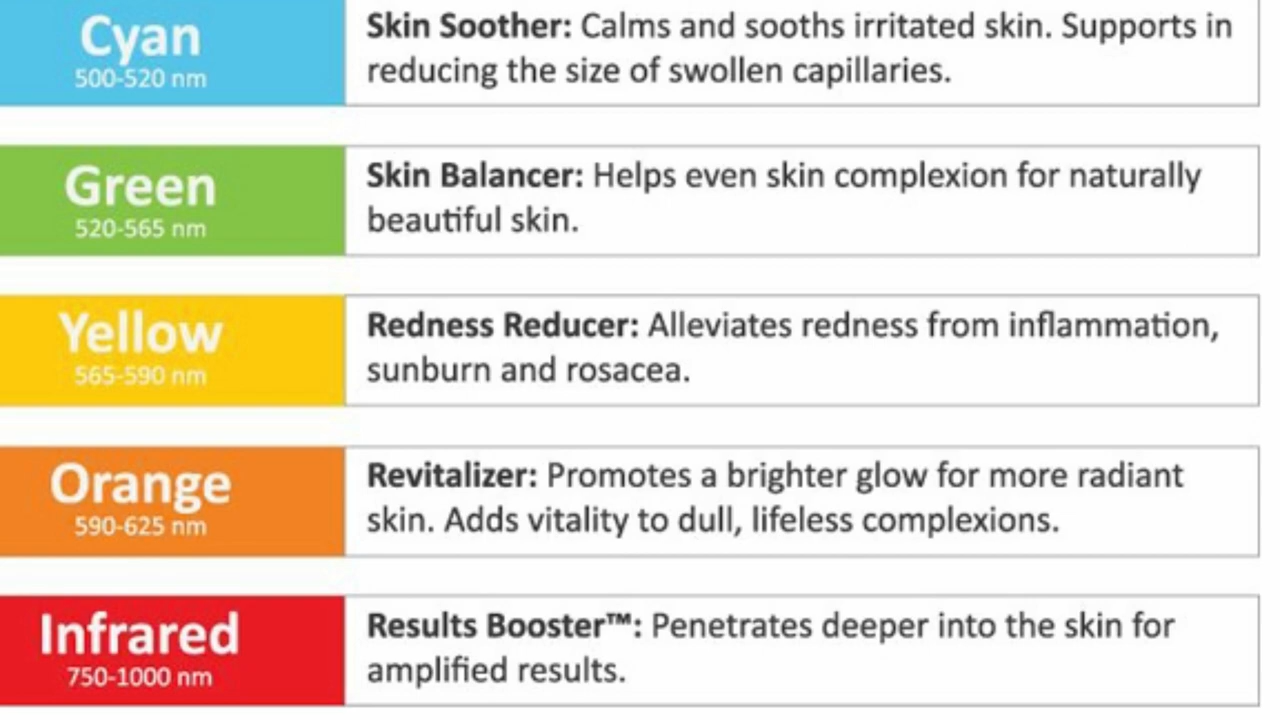 Cyan
500-520 nm
Skin Soother: Calms and sooths irritated skin. Supports in
reducing the size of swollen capillaries.
Green
520-565 nm
Skin Balancer: Helps even skin complexion for naturally
beautiful skin.
Yellow
565-590 nm
Redness Reducer: Alleviates redness from inflammation,
sunburn and rosacea.
Orange
590-625 nm
Revitalizer: Promotes a brighter glow for more radiant
skin. Adds vitality to dull, lifeless complexions.
Infrared
750-1000 nm
Results Booster™: Penetrates deeper into the skin for
amplified results.